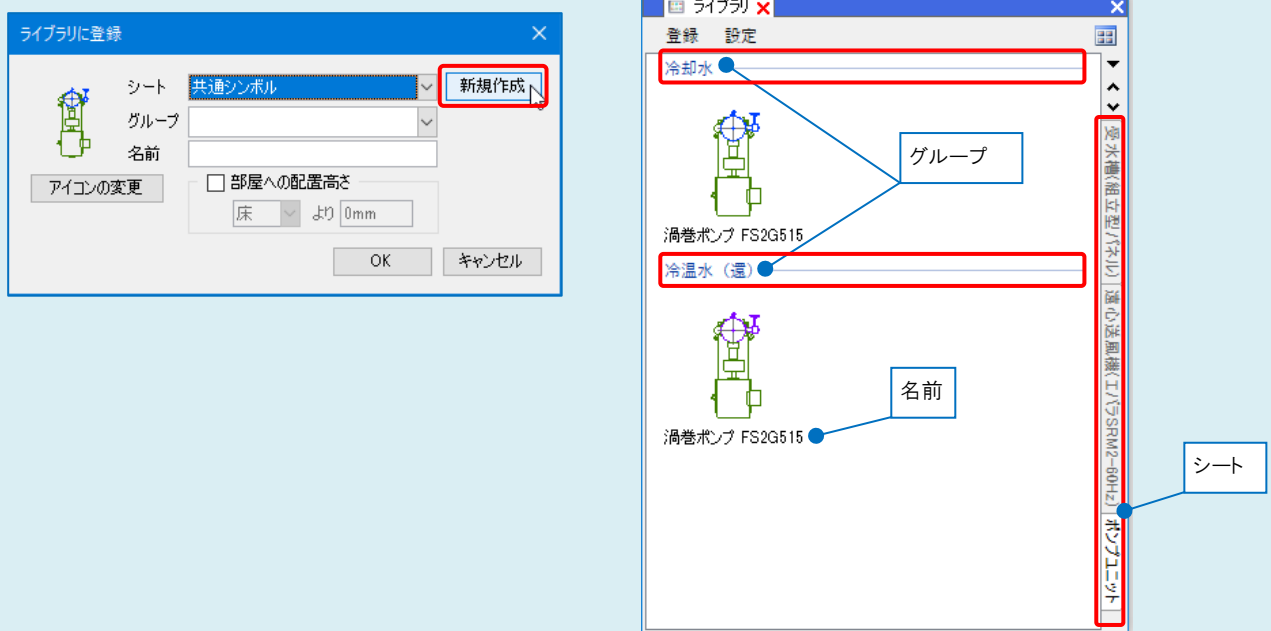 ライブラリに登録
シート
共通シンボル
新規作成
グループ
名前
アイコンの変更
部屋への配置高さ
床
より
0mm
OK
キャンセル
ライブラリ
登録
設定
冷却水
渦巻ポンプ FS2G515
冷温水（還）
渦巻ポンプ FS2G515
グループ
名前
受水槽(組立型パネル)
遠心送風機(エバラSRM2-60Hz)
ポンプユニット
シート